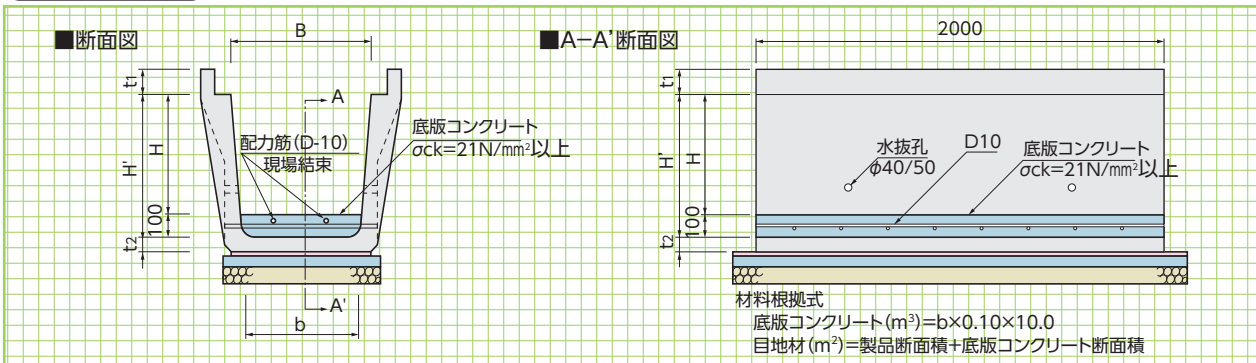 ■断面図
B
t1
A
H
H'
配力筋(D-10)
現場結束
底版コンクリート
σck=21N/mm²以上
100
t2
A'
b
■A−A'断面図
2000
t1
H
H'
水抜孔
φ40/50
D10
底版コンクリート
σck=21N/mm²以上
100
t2
材料根拠式
底版コンクリート(m³)=b×0.10×10.0
目地材(m²)=製品断面積+底版コンクリート断面積